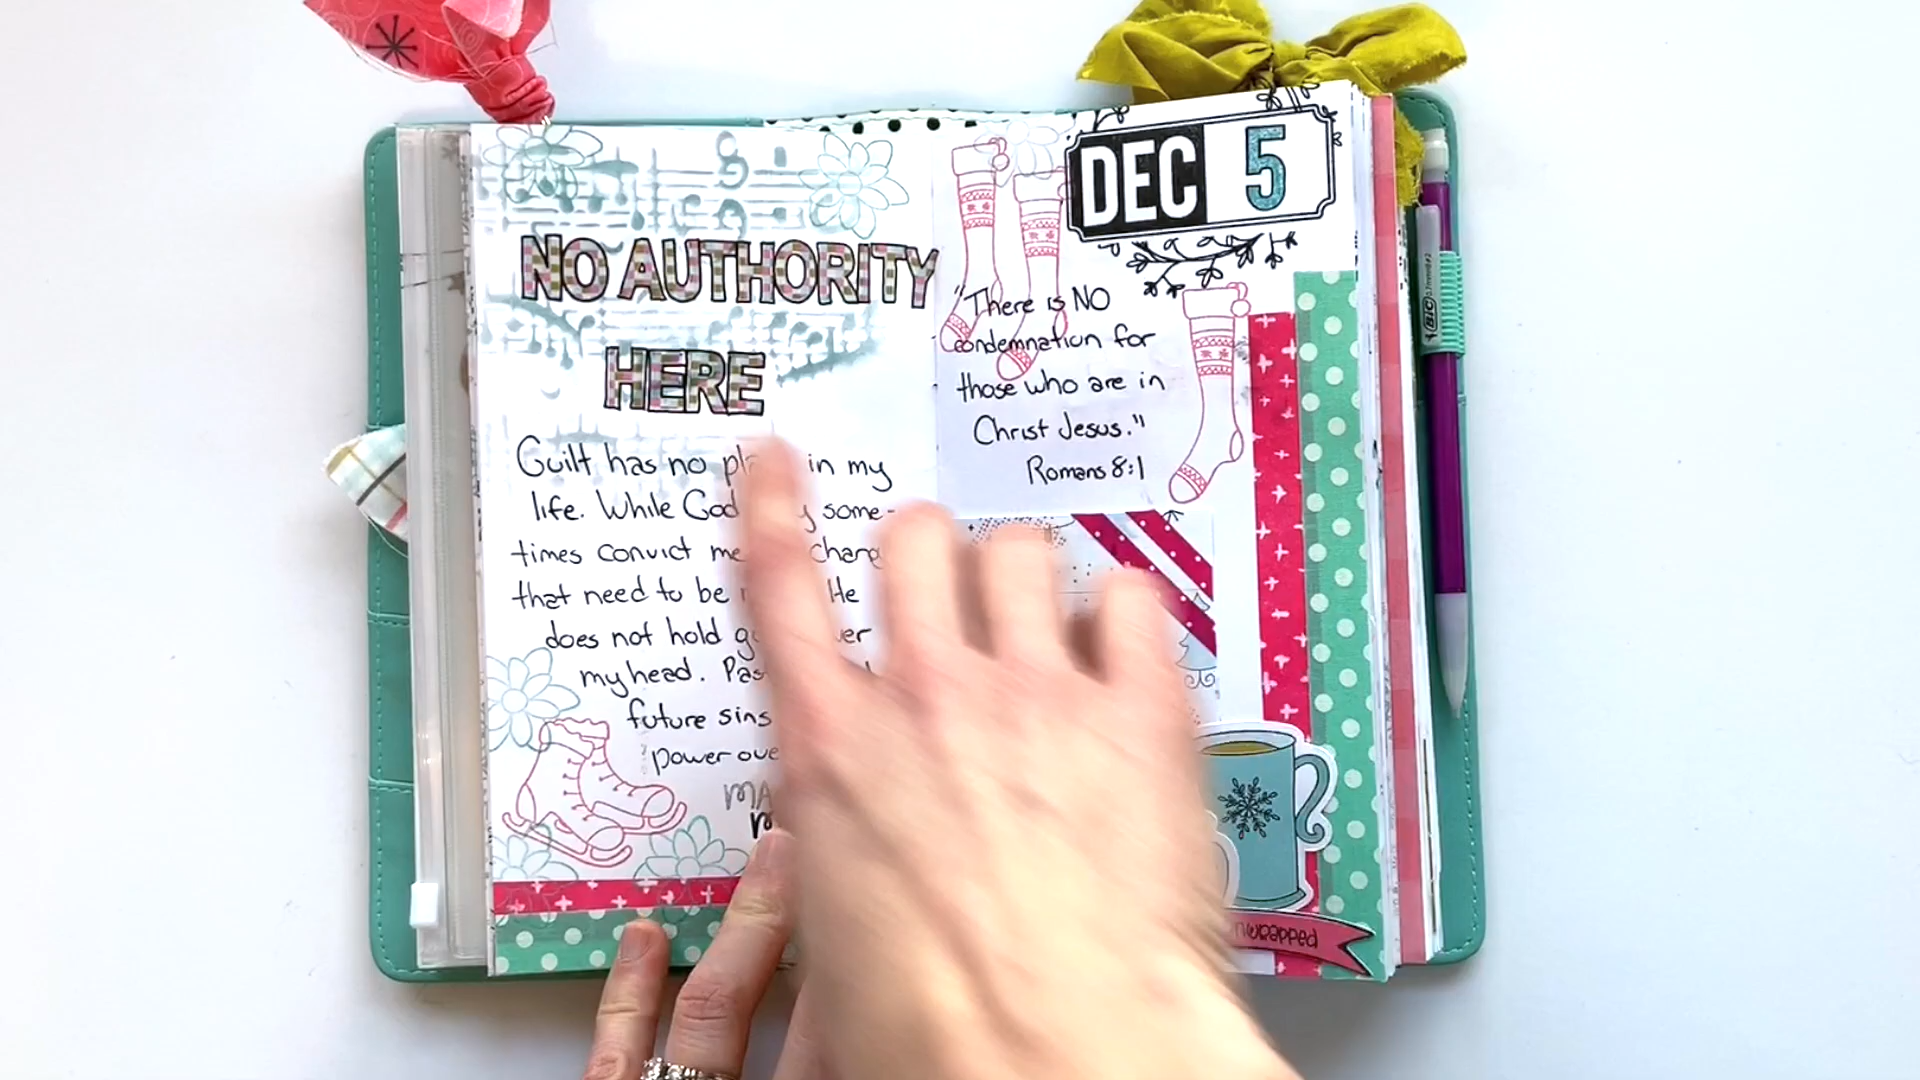 NO AUTHORITY
HERE
Guilt has no in my
life. While God some-
times convict me
that need to be He
does not hold
my head.
future sins
power
DEC 5
"There is NO
condemnation for
those who are in
Christ Jesus."
Romans 8:1
BIC